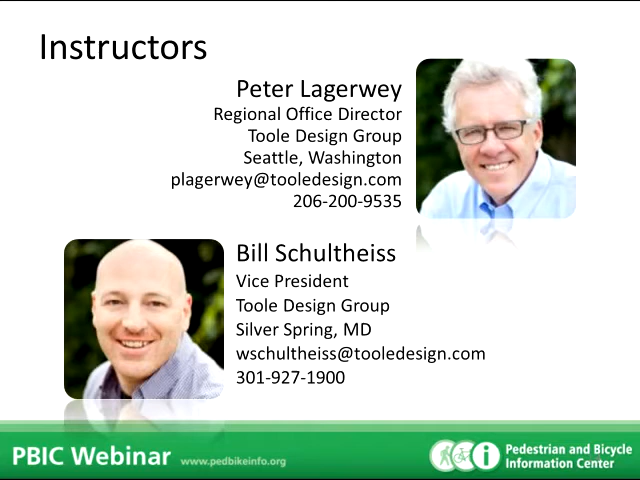 Instructors
Peter Lagerwey
Regional Office Director
Toole Design Group
Seattle, Washington
plagerwey@tooledesign.com
206-200-9535
Bill Schultheiss
Vice President
Toole Design Group
Silver Spring, MD
wschultheiss@tooledesign.com
301-927-1900
PBIC Webinar www.pedbikeinfo.org
i
Pedestrian and Bicycle
Information Center